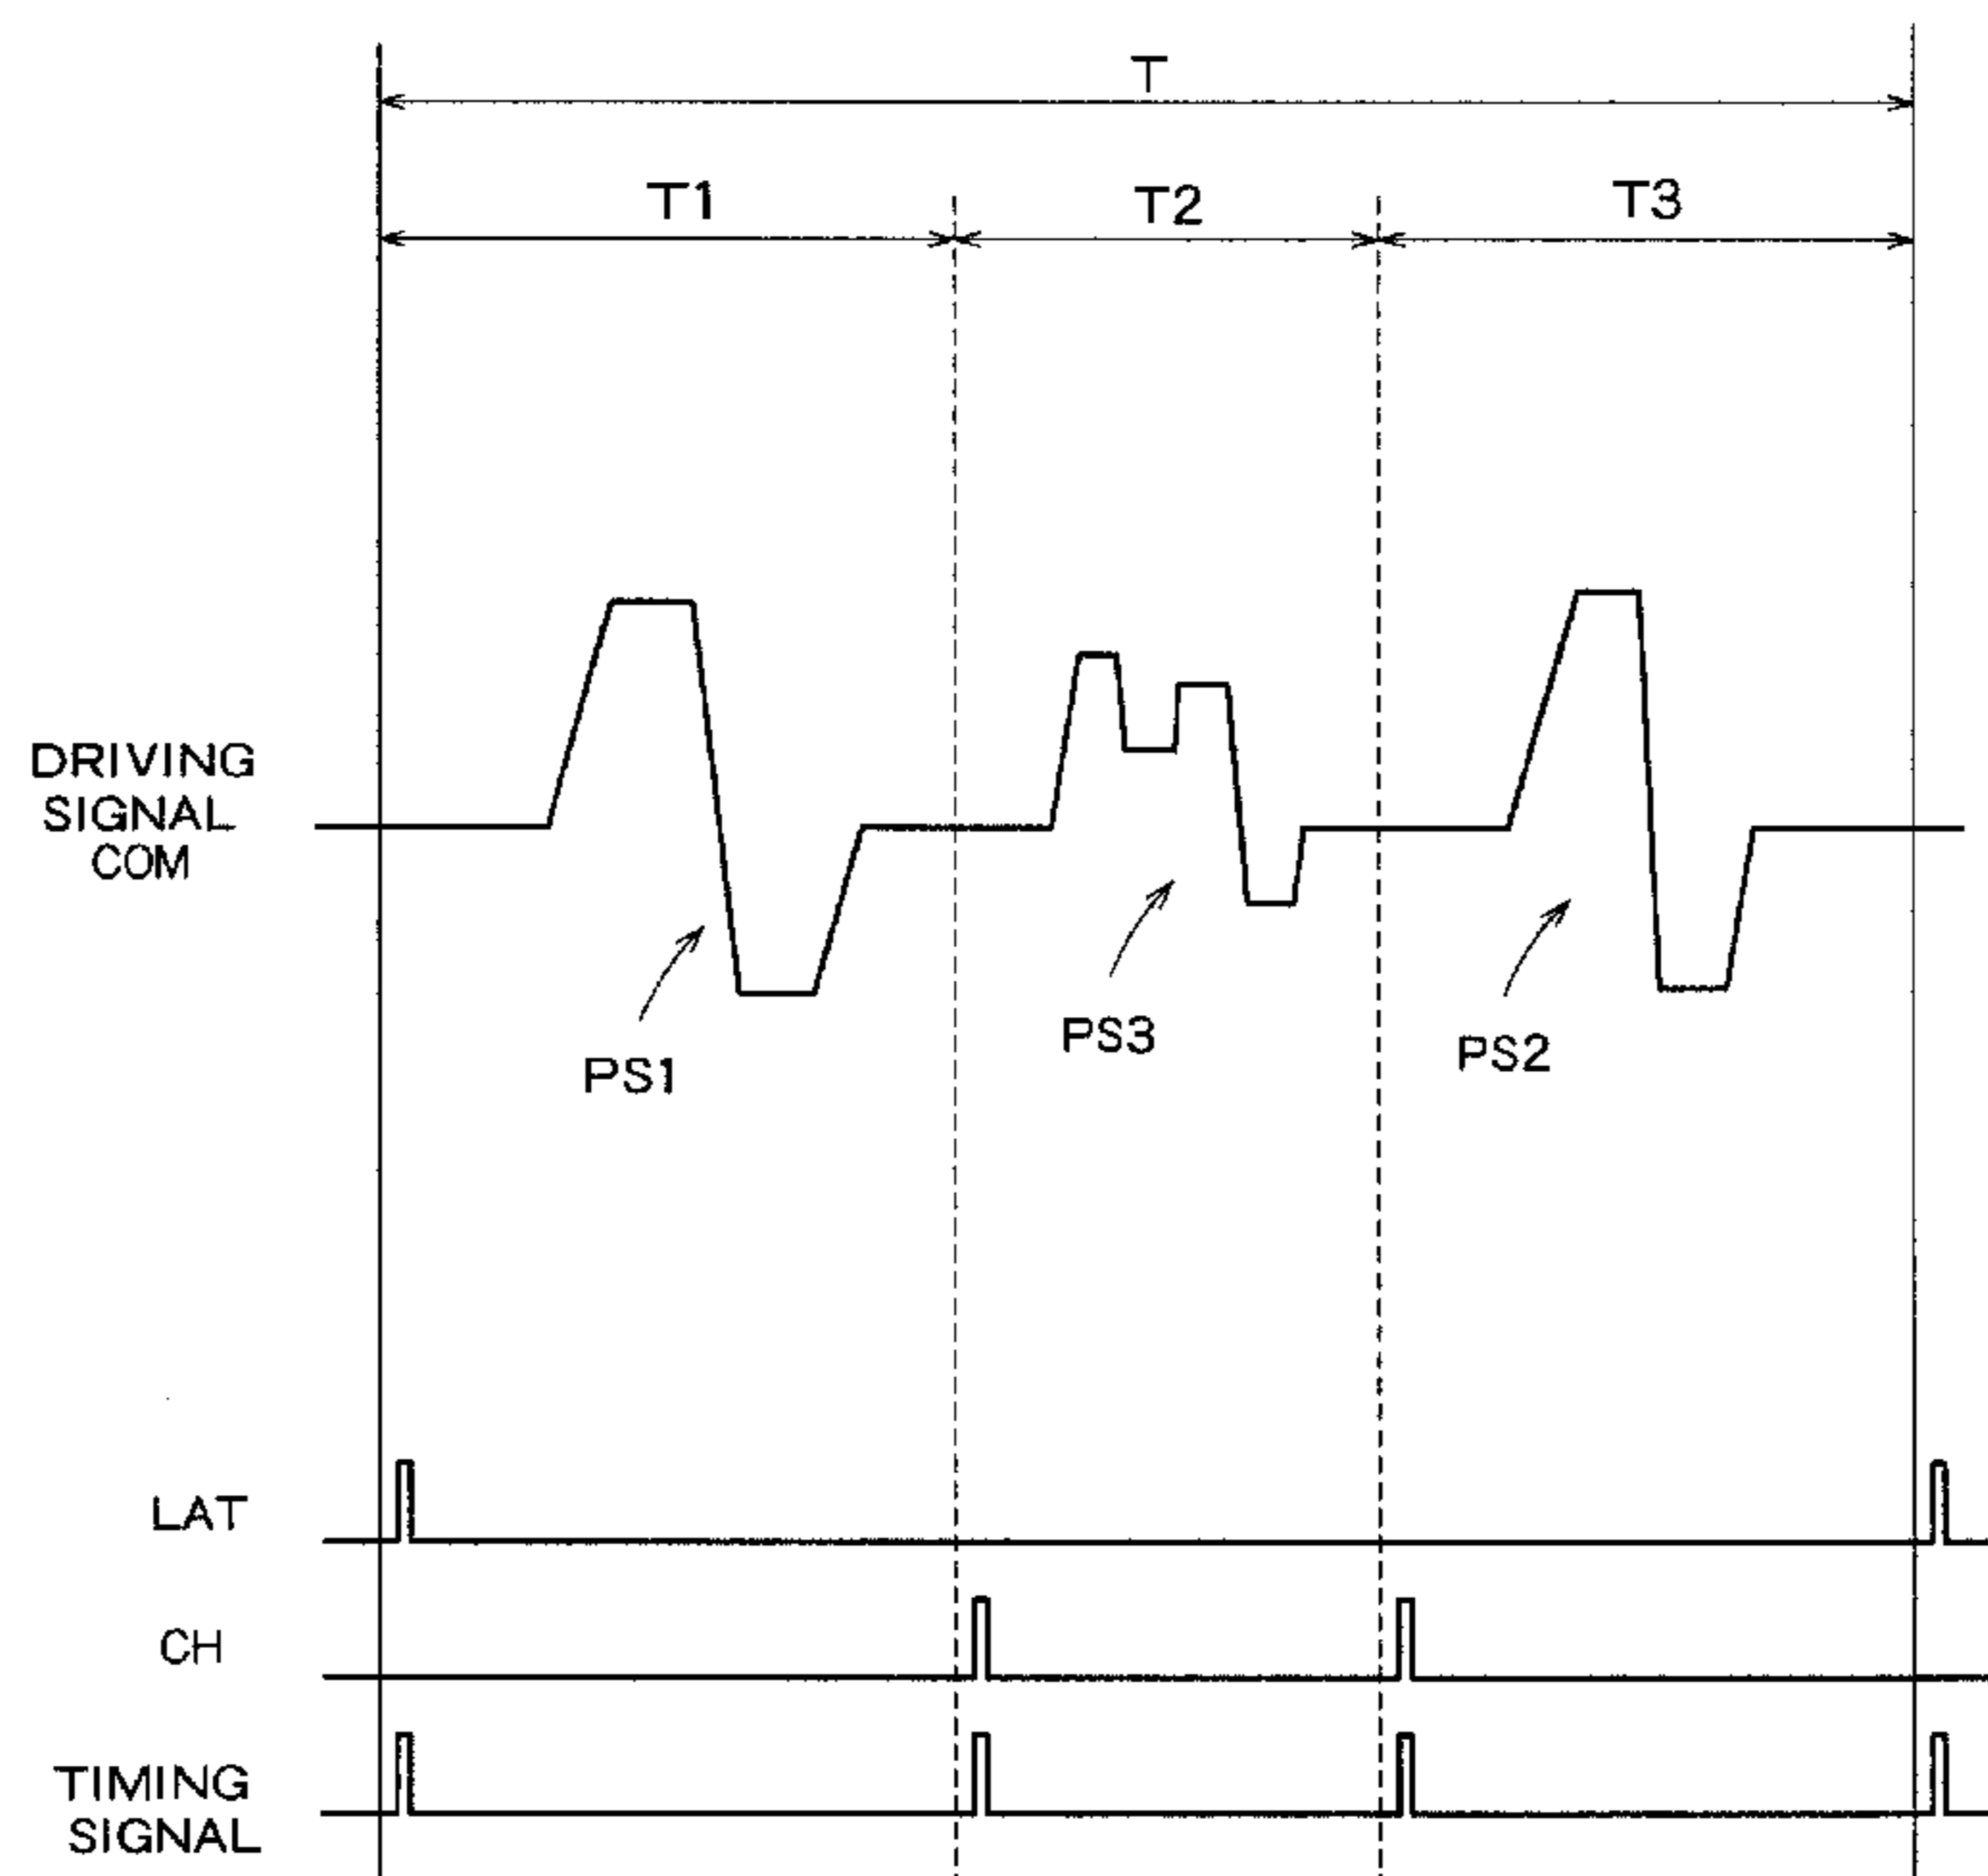 T
T1
T2
T3
DRIVING
SIGNAL
COM
PS1
PS3
PS2
LAT
CH
TIMING
SIGNAL